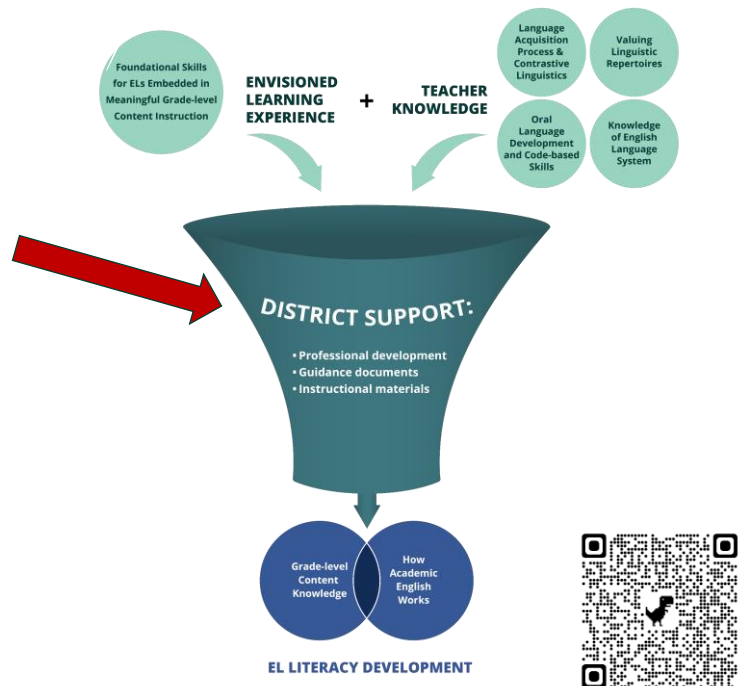 Foundational Skills
for ELs Embedded in
Meaningful Grade-level
Content Instruction
ENVISIONED
LEARNING
EXPERIENCE
+
TEACHER
KNOWLEDGE
Language
Acquisition
Process &
Contrastive
Linguistics
Valuing
Linguistic
Repertoires
Oral
Language
Development
and Code-based
Skills
Knowledge
of English
Language
System
DISTRICT SUPPORT:
• Professional development
• Guidance documents
• Instructional materials
Grade-level
Content
Knowledge
How
Academic
English
Works
EL LITERACY DEVELOPMENT